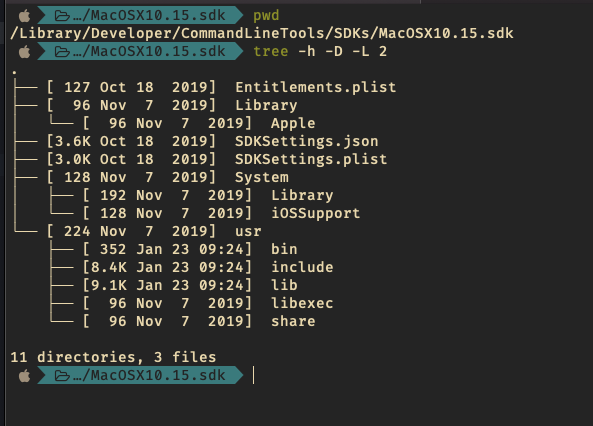 …/MacOSX10.15.sdk pwd
/Library/Developer/CommandLineTools/SDKs/MacOSX10.15.sdk
…/MacOSX10.15.sdk tree -h -D -L 2
.
├── [ 127 Oct 18  2019]  Entitlements.plist
├── [  96 Nov  7  2019]  Library
│   └── [  96 Nov  7  2019]  Apple
├── [3.6K Oct 18  2019]  SDKSettings.json
├── [3.0K Oct 18  2019]  SDKSettings.plist
├── [ 128 Nov  7  2019]  System
│   ├── [ 192 Nov  7  2019]  Library
│   └── [ 128 Nov  7  2019]  iOSSupport
└── [ 224 Nov  7  2019]  usr
    ├── [ 352 Jan 23 09:24]  bin
    ├── [8.4K Jan 23 09:24]  include
    ├── [9.1K Jan 23 09:24]  lib
    ├── [  96 Nov  7  2019]  libexec
    └── [  96 Nov  7  2019]  share

11 directories, 3 files
…/MacOSX10.15.sdk